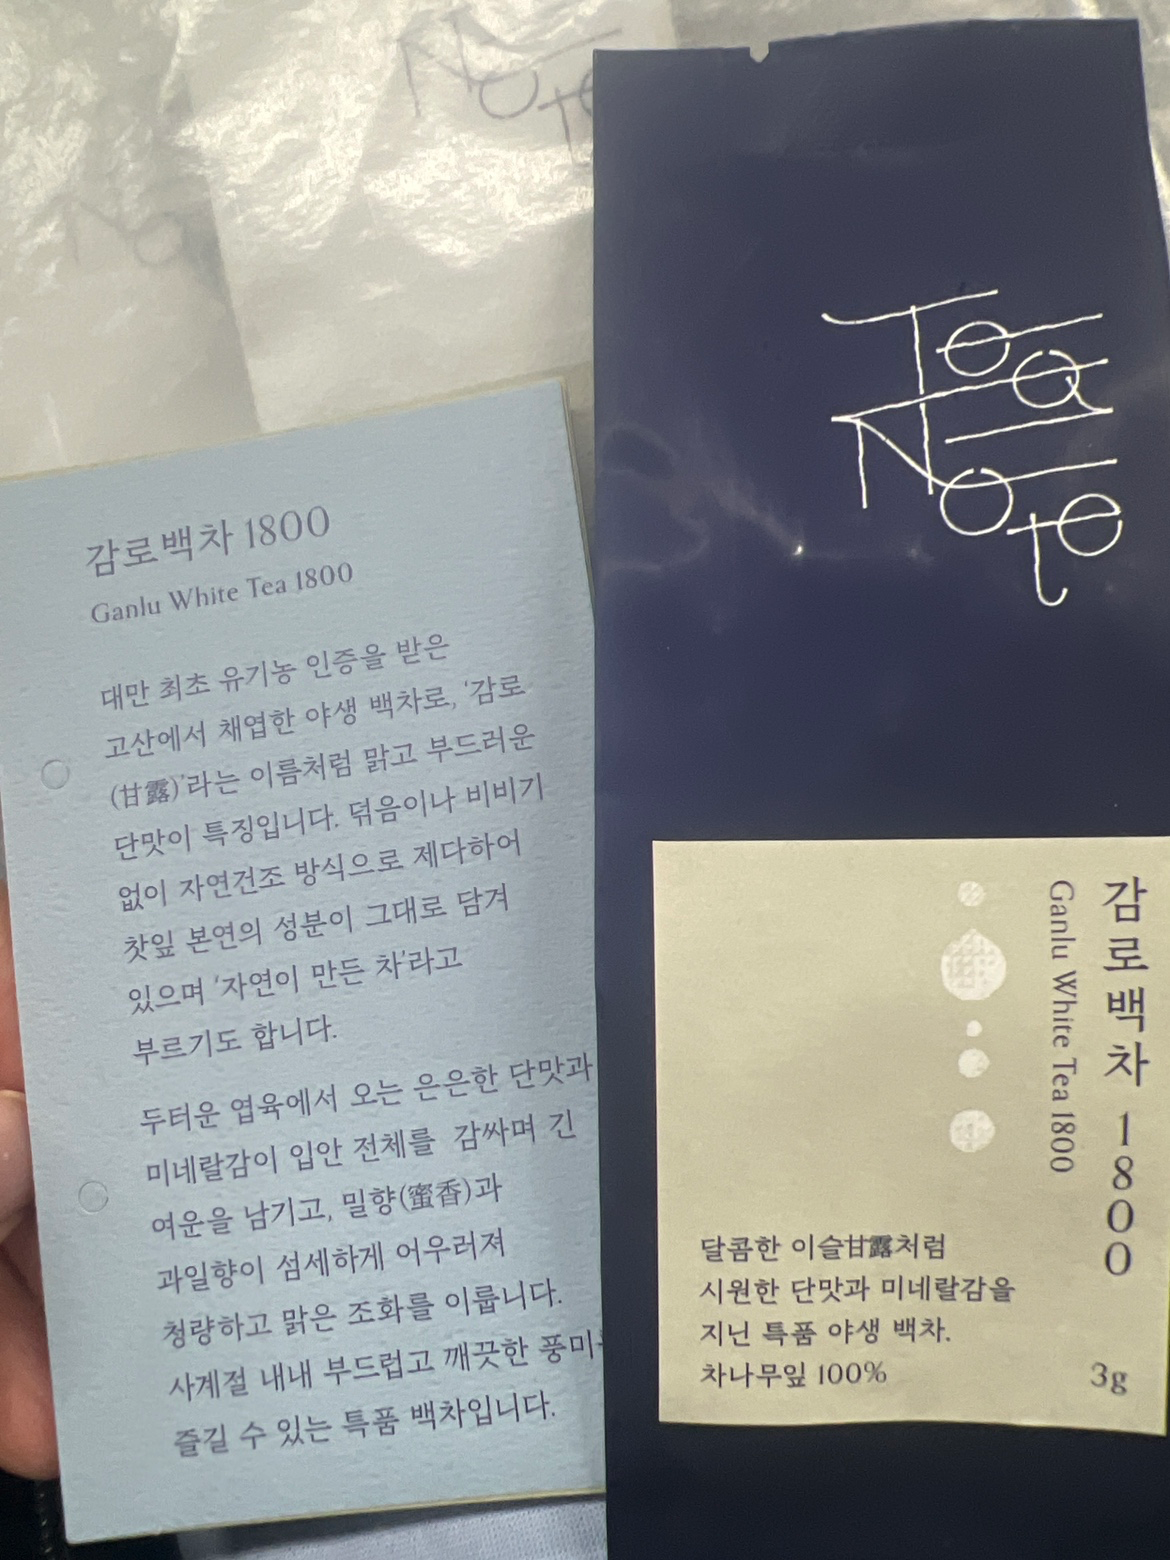 Note
No
감로백차 1800
Ganlu White Tea 1800
대만 최초 유기농 인증을 받은
고산에서 채엽한 야생 백차로, '감로
(甘露)'라는 이름처럼 맑고 부드러운
단맛이 특징입니다. 덖음이나 비비기
없이 자연건조 방식으로 제다하어
찻잎 본연의 성분이 그대로 담겨
있으며 '자연이 만든 차'라고
부르기도 합니다.
두터운 엽육에서 오는 은은한 단맛과
미네랄감이 입안 전체를 감싸며 긴
여운을 남기고, 밀향(蜜香)과
과일향이 섬세하게 어우러져
청량하고 맑은 조화를 이룹니다.
사계절 내내 부드럽고 깨끗한 풍미
즐길 수 있는 특품 백차입니다.
Tea
Note
감로백차 1800
Ganlu White Tea 1800
달콤한 이슬甘露처럼
시원한 단맛과 미네랄감을
지닌 특품 야생 백차.
차나무잎 100%
3g